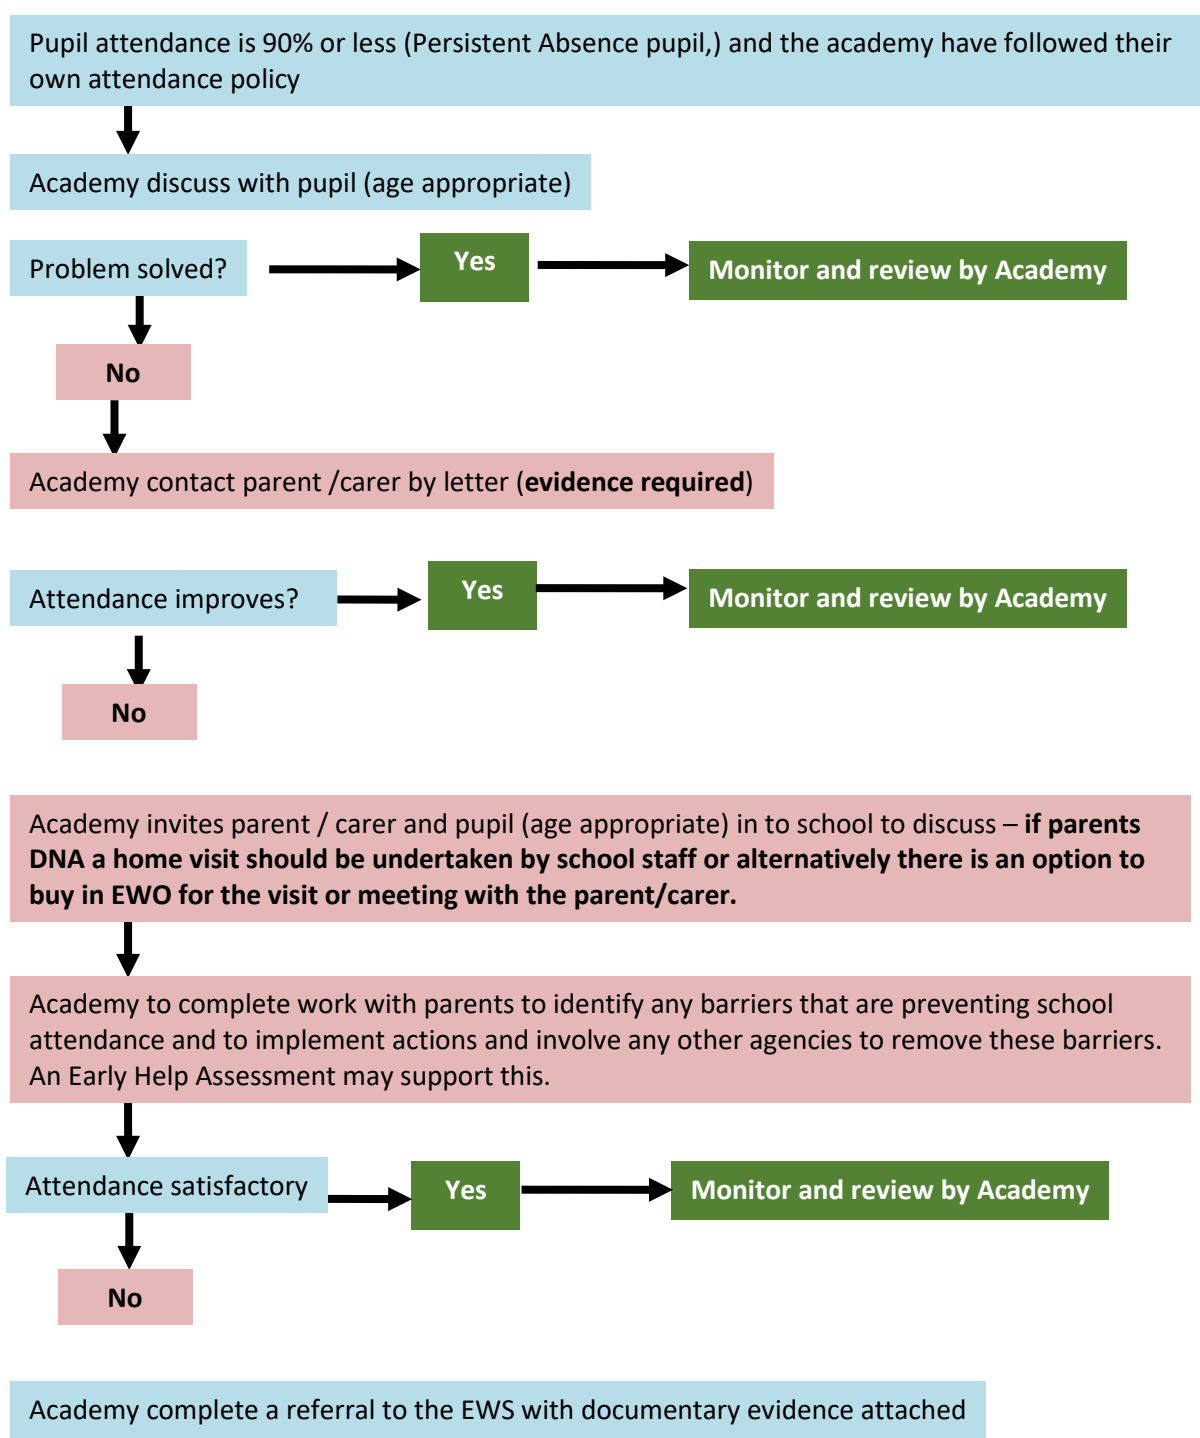 Pupil attendance is 90% or less (Persistent Absence pupil,) and the academy have followed their
own attendance policy
Academy discuss with pupil (age appropriate)
Problem solved?
Yes
Monitor and review by Academy
No
Academy contact parent /carer by letter (evidence required)
Attendance improves?
Yes
Monitor and review by Academy
No
Academy invites parent / carer and pupil (age appropriate) in to school to discuss – if parents
DNA a home visit should be undertaken by school staff or alternatively there is an option to
buy in EWO for the visit or meeting with the parent/carer.
Academy to complete work with parents to identify any barriers that are preventing school
attendance and to implement actions and involve any other agencies to remove these barriers.
An Early Help Assessment may support this.
Attendance satisfactory
Yes
Monitor and review by Academy
No
Academy complete a referral to the EWS with documentary evidence attached